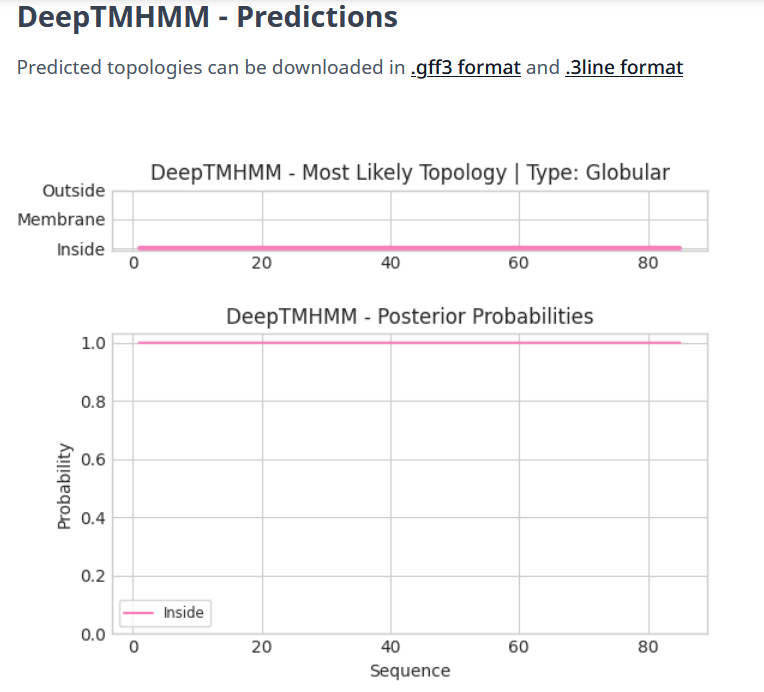 DeepTMHMM - Predictions
Predicted topologies can be downloaded in .gff3 format and .3line format
DeepTMHMM - Most Likely Topology | Type: Globular
Outside
Membrane
Inside
0 20 40 60 80
DeepTMHMM - Posterior Probabilities
1.0
0.8
0.6
0.4
0.2
0.0
Probability
Inside
0 20 40 60 80
Sequence